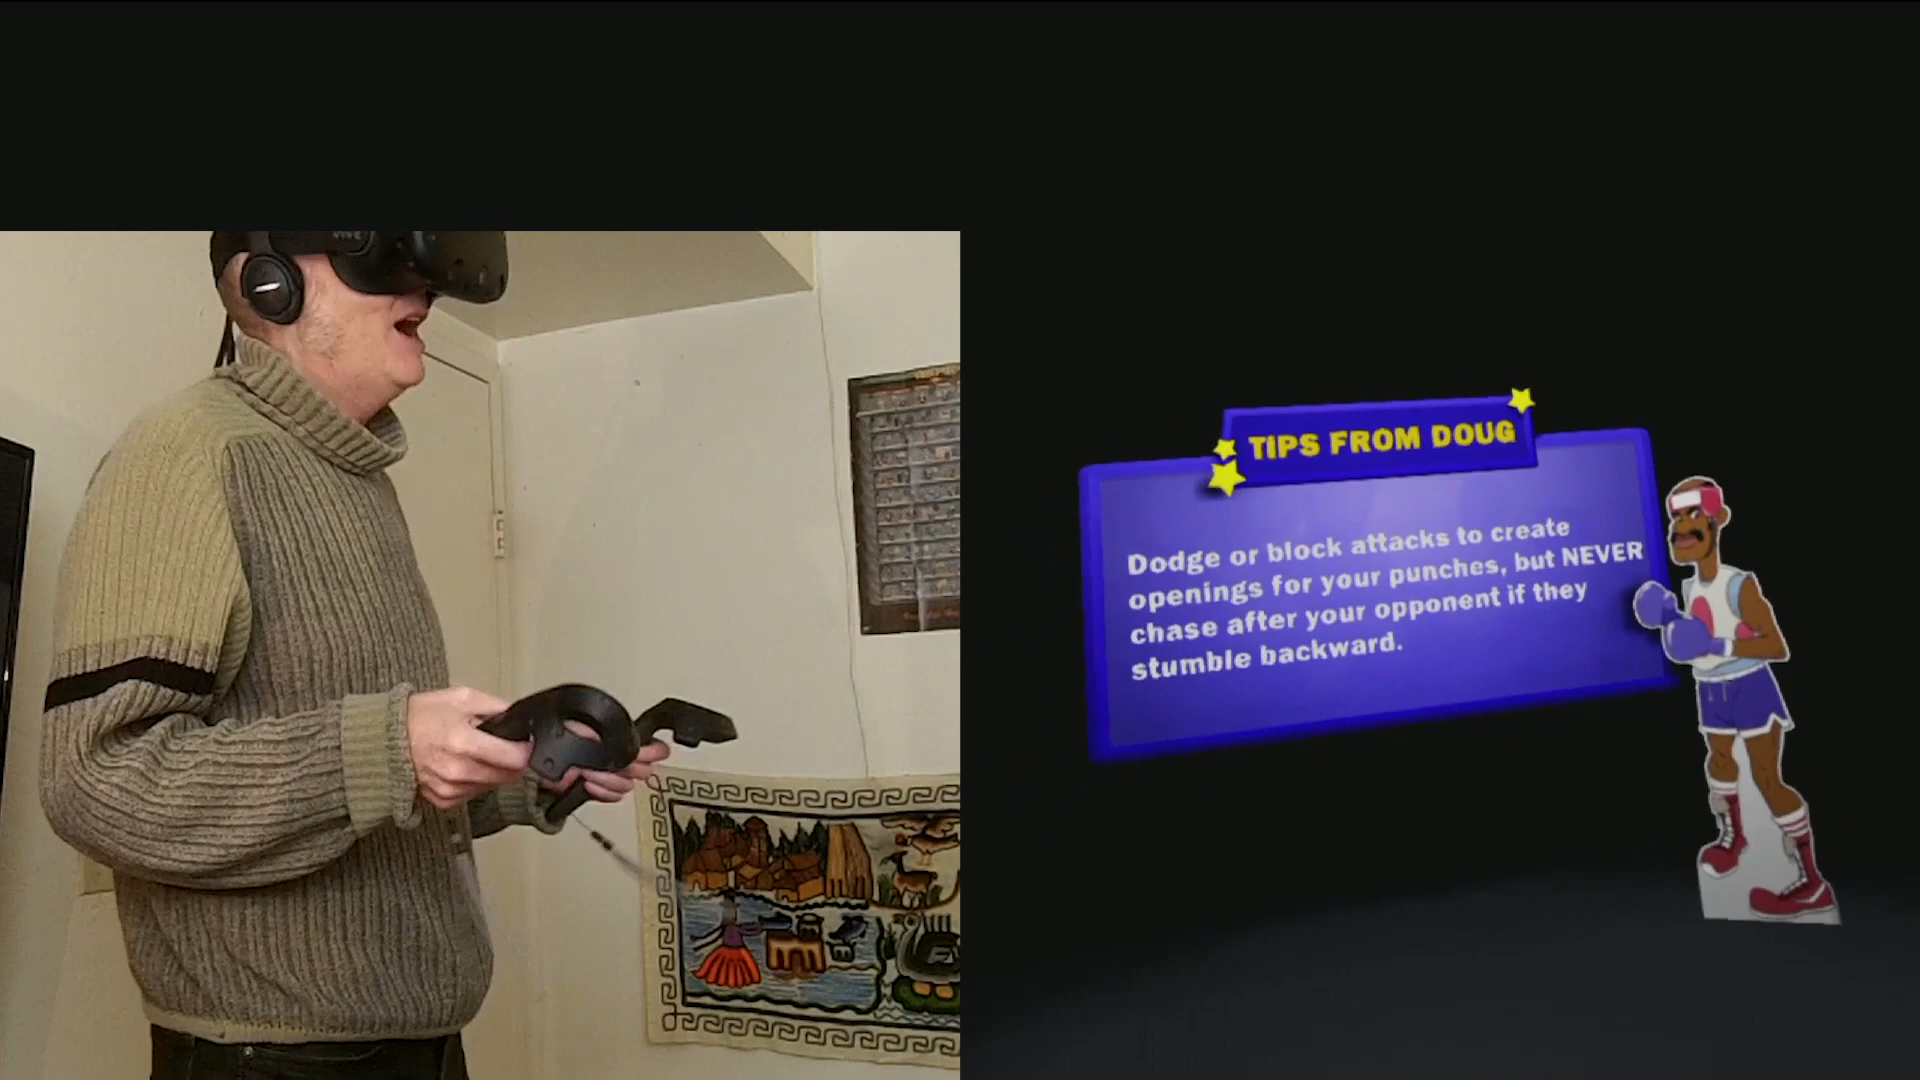 VIVE
TIPS FROM DOUG
Dodge or block attacks to create
openings for your punches, but NEVER
chase after your opponent if they
stumble backward.